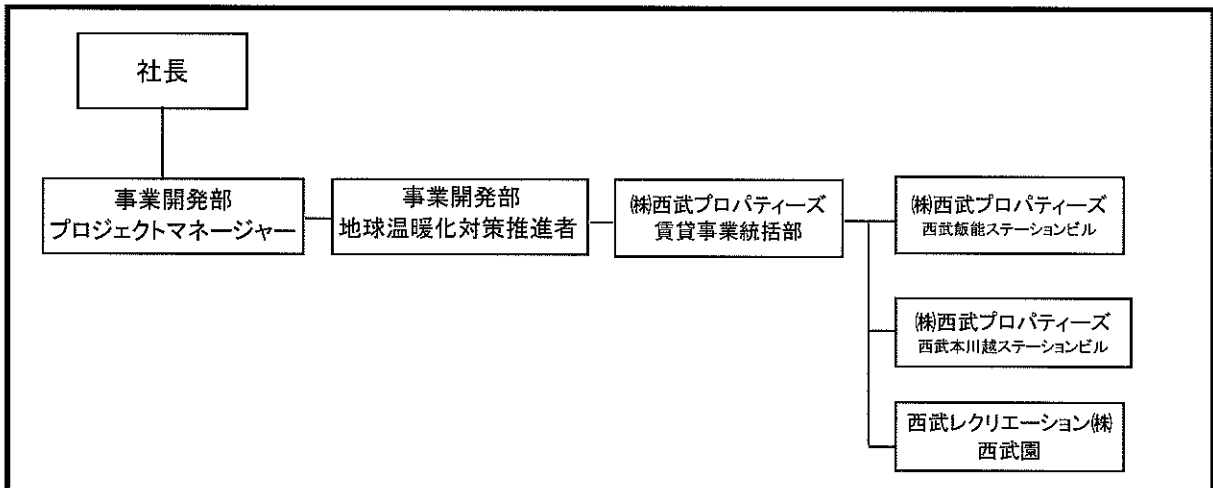 社長
事業開発部
プロジェクトマネージャー
事業開発部
地球温暖化対策推進者
㈱西武プロパティーズ
賃貸事業統括部
㈱西武プロパティーズ
西武飯能ステーションビル
㈱西武プロパティーズ
西武本川越ステーションビル
西武レクリエーション㈱
西武園